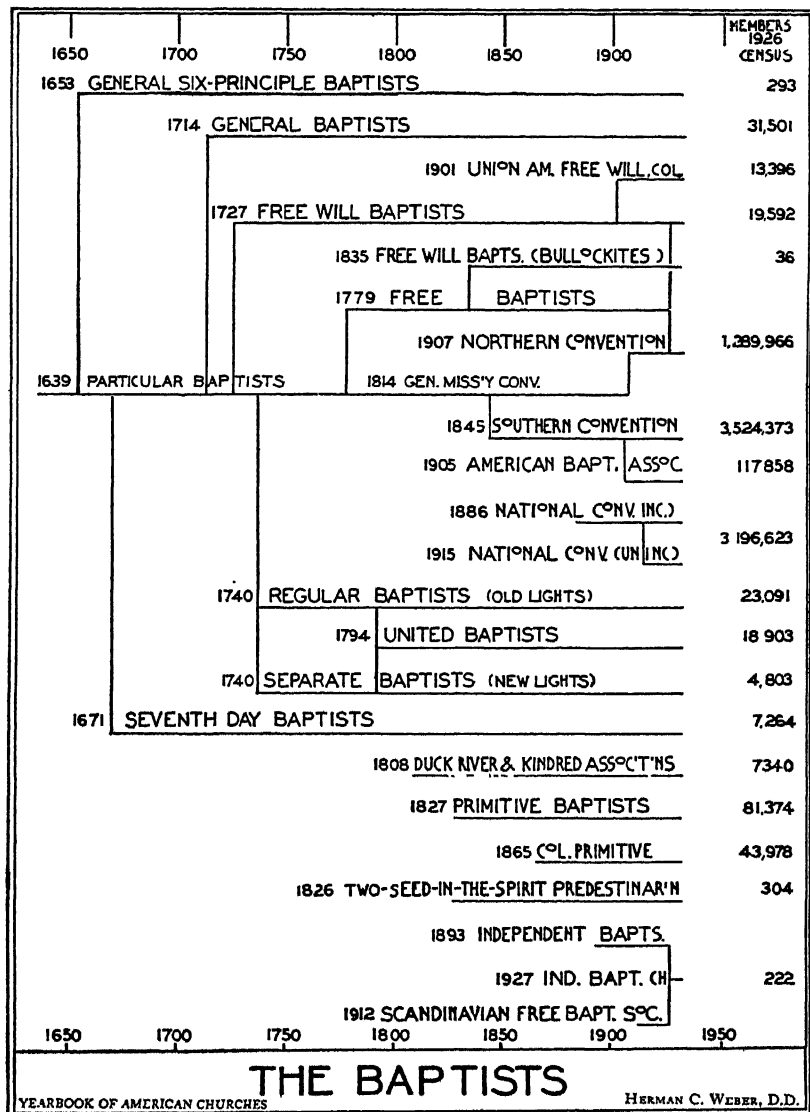 MEMBERS
1926
CENSUS
1650 1700 1750 1800 1850 1900
1653 GENERAL SIX-PRINCIPLE BAPTISTS 293
1714 GENERAL BAPTISTS 31,501
1901 UNION AM. FREE WILL, COL. 13,396
1727 FREE WILL BAPTISTS 19,592
1835 FREE WILL BAPTS. (BULLOCKITES) 36
1779 FREE BAPTISTS
1907 NORTHERN CONVENTION 1,289,966
1639 PARTICULAR BAPTISTS 1814 GEN. MISS'Y CONV.
1845 SOUTHERN CONVENTION 3,524,373
1905 AMERICAN BAPT. ASSOC. 117858
1886 NATIONAL CONV. INC.)
3 196,623
1915 NATIONAL CONV. (UN INC)
1740 REGULAR BAPTISTS (OLD LIGHTS) 23,091
1794 UNITED BAPTISTS 18 903
1740 SEPARATE BAPTISTS (NEW LIGHTS) 4,803
1671 SEVENTH DAY BAPTISTS 7,264
1808 DUCK RIVER & KINDRED ASSOC'T'NS 7340
1827 PRIMITIVE BAPTISTS 81,374
1865 COL. PRIMITIVE 43,978
1826 TWO-SEED-IN-THE-SPIRIT PREDESTINAR'N 304
1893 INDEPENDENT BAPTS.
1927 IND. BAPT. CH 222
1912 SCANDINAVIAN FREE BAPT. SOC.
1650 1700 1750 1800 1850 1900 1950
THE BAPTISTS
YEARBOOK OF AMERICAN CHURCHES HERMAN C. WEBER, D.D.